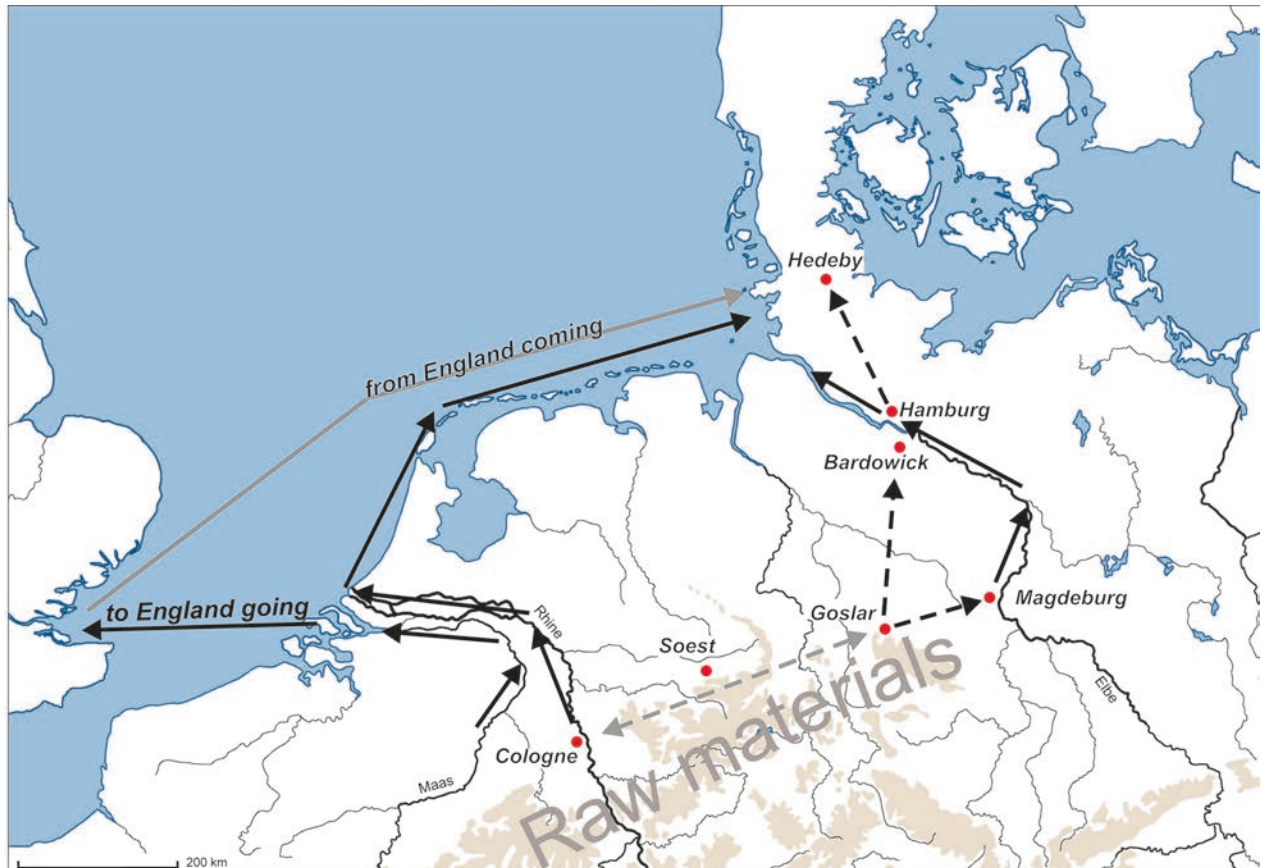 Hedeby
from England coming
Hamburg
Bardowick
to England going
Rhine
Magdeburg
Goslar
Soest
Raw materials
Elbe
Cologne
Maas
200 km